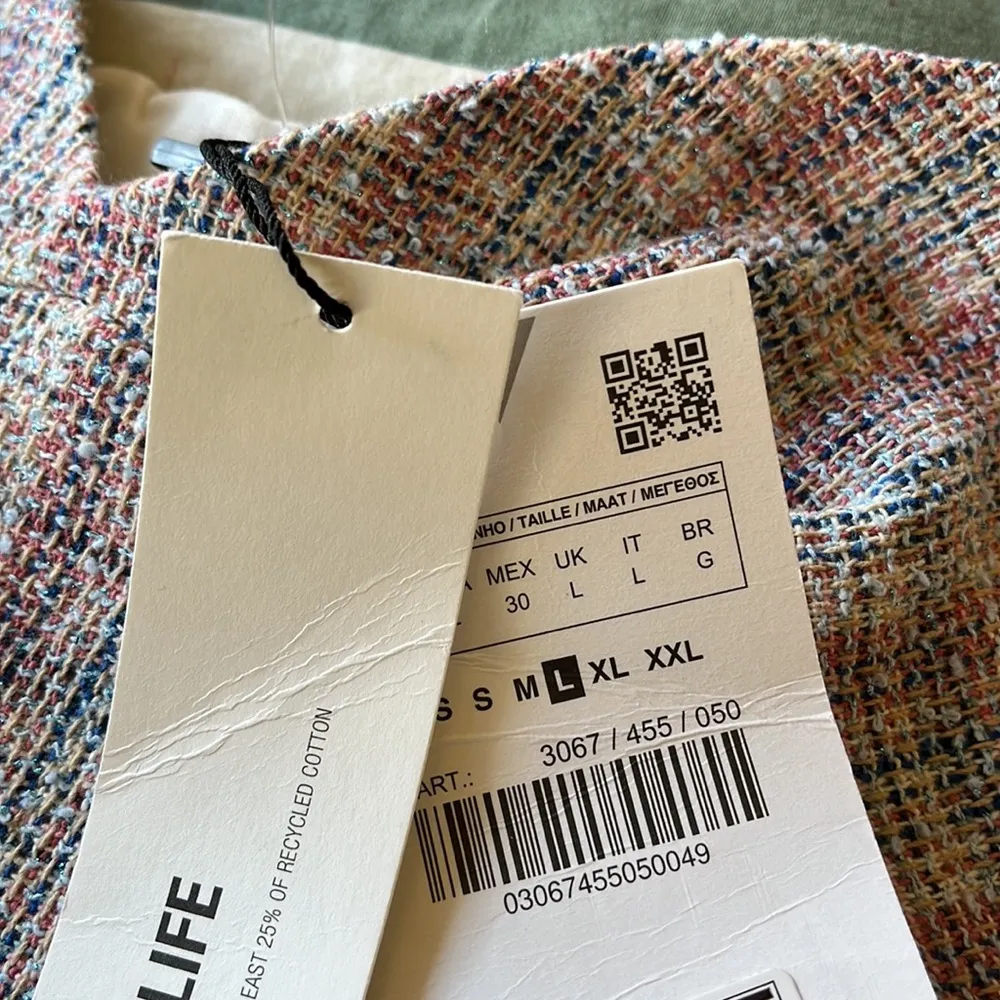 LIFE
EAST 25% OF RECYCLED COTTON
/ TAILLE / MAAT / ΜΕΓΕΘΟΣ
MEX UK IT BR
30 L L G
S S M L XL XXL
3067 / 455 / 050
ART.:
03067455050049